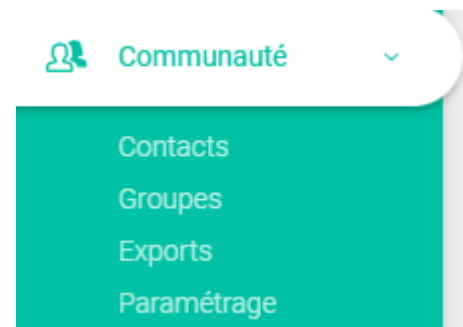 Communauté
Contacts
Groupes
Exports
Paramétrage